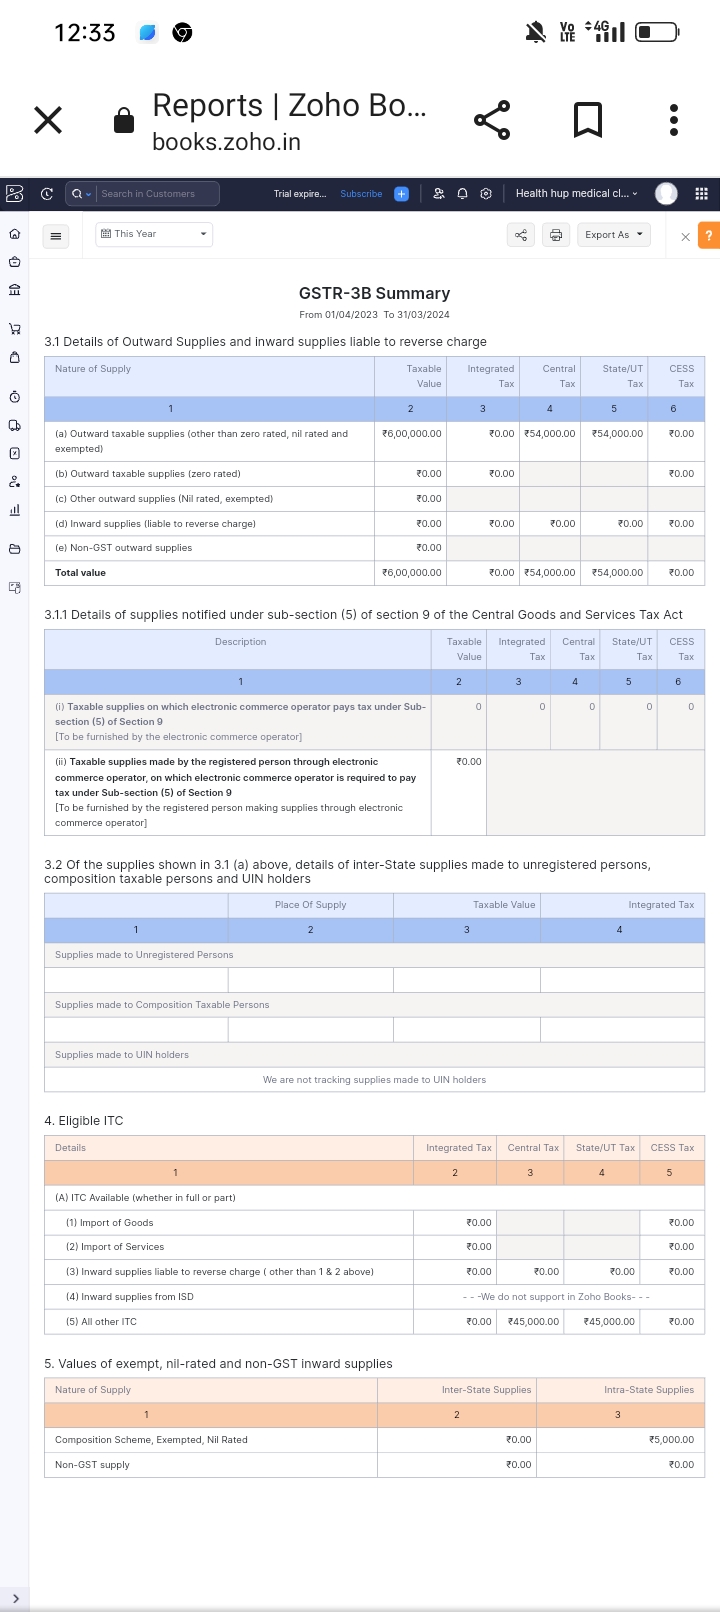 12:33
Vo LTE 4G
Reports | Zoho Bo...
books.zoho.in
Search in Customers
Trial expire... Subscribe
Health hup medical cl...
This Year
Export As
?
GSTR-3B Summary
From 01/04/2023 To 31/03/2024
3.1 Details of Outward Supplies and inward supplies liable to reverse charge
Nature of Supply Taxable Integrated Central State/UT CESS
Value Tax Tax Tax Tax
1 2 3 4 5 6
(a) Outward taxable supplies (other than zero rated, nil rated and ₹6,00,000.00 ₹0.00 ₹54,000.00 ₹54,000.00 ₹0.00
exempted)
(b) Outward taxable supplies (zero rated) ₹0.00 ₹0.00 ₹0.00
(c) Other outward supplies (Nil rated, exempted) ₹0.00
(d) Inward supplies (liable to reverse charge) ₹0.00 ₹0.00 ₹0.00 ₹0.00 ₹0.00
(e) Non-GST outward supplies ₹0.00
Total value ₹6,00,000.00 ₹0.00 ₹54,000.00 ₹54,000.00 ₹0.00
3.1.1 Details of supplies notified under sub-section (5) of section 9 of the Central Goods and Services Tax Act
Description Taxable Integrated Central State/UT CESS
Value Tax Tax Tax Tax
1 2 3 4 5 6
(i) Taxable supplies on which electronic commerce operator pays tax under Sub- 0 0 0 0 0
section (5) of Section 9
[To be furnished by the electronic commerce operator]
(ii) Taxable supplies made by the registered person through electronic ₹0.00
commerce operator, on which electronic commerce operator is required to pay
tax under Sub-section (5) of Section 9
[To be furnished by the registered person making supplies through electronic
commerce operator]
3.2 Of the supplies shown in 3.1 (a) above, details of inter-State supplies made to unregistered persons,
composition taxable persons and UIN holders
Place Of Supply Taxable Value Integrated Tax
1 2 3 4
Supplies made to Unregistered Persons
Supplies made to Composition Taxable Persons
Supplies made to UIN holders
We are not tracking supplies made to UIN holders
4. Eligible ITC
Details Integrated Tax Central Tax State/UT Tax CESS Tax
1 2 3 4 5
(A) ITC Available (whether in full or part)
(1) Import of Goods ₹0.00 ₹0.00
(2) Import of Services ₹0.00 ₹0.00
(3) Inward supplies liable to reverse charge ( other than 1 & 2 above) ₹0.00 ₹0.00 ₹0.00 ₹0.00
(4) Inward supplies from ISD - - -We do not support in Zoho Books- - -
(5) All other ITC ₹0.00 ₹45,000.00 ₹45,000.00 ₹0.00
5. Values of exempt, nil-rated and non-GST inward supplies
Nature of Supply Inter-State Supplies Intra-State Supplies
1 2 3
Composition Scheme, Exempted, Nil Rated ₹0.00 ₹5,000.00
Non-GST supply ₹0.00 ₹0.00